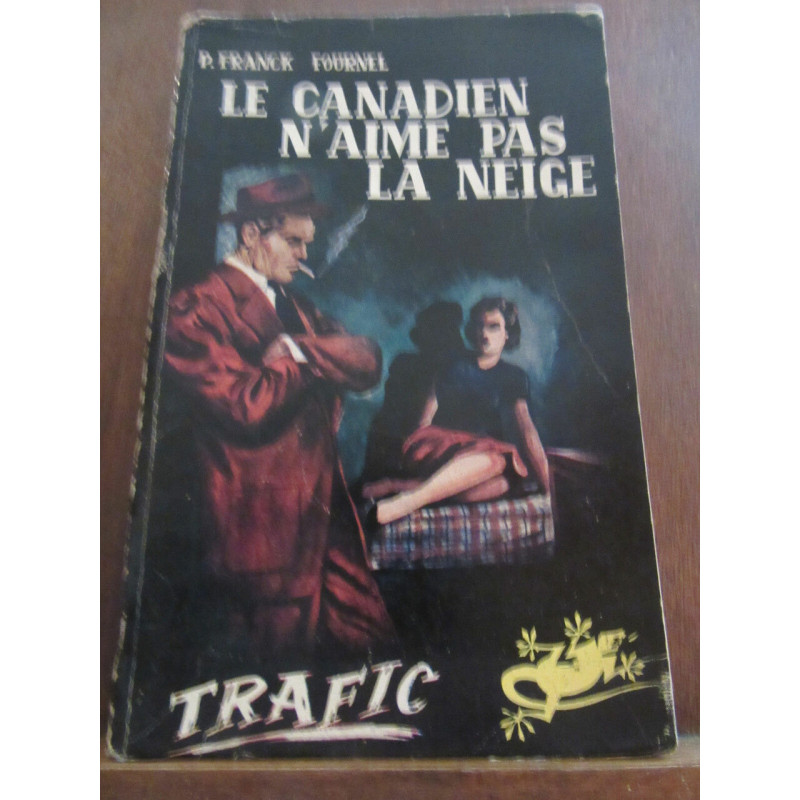 P. FRANCK FOURNEL
LE CANADIEN
N'AIME PAS
LA NEIGE
TRAFIC